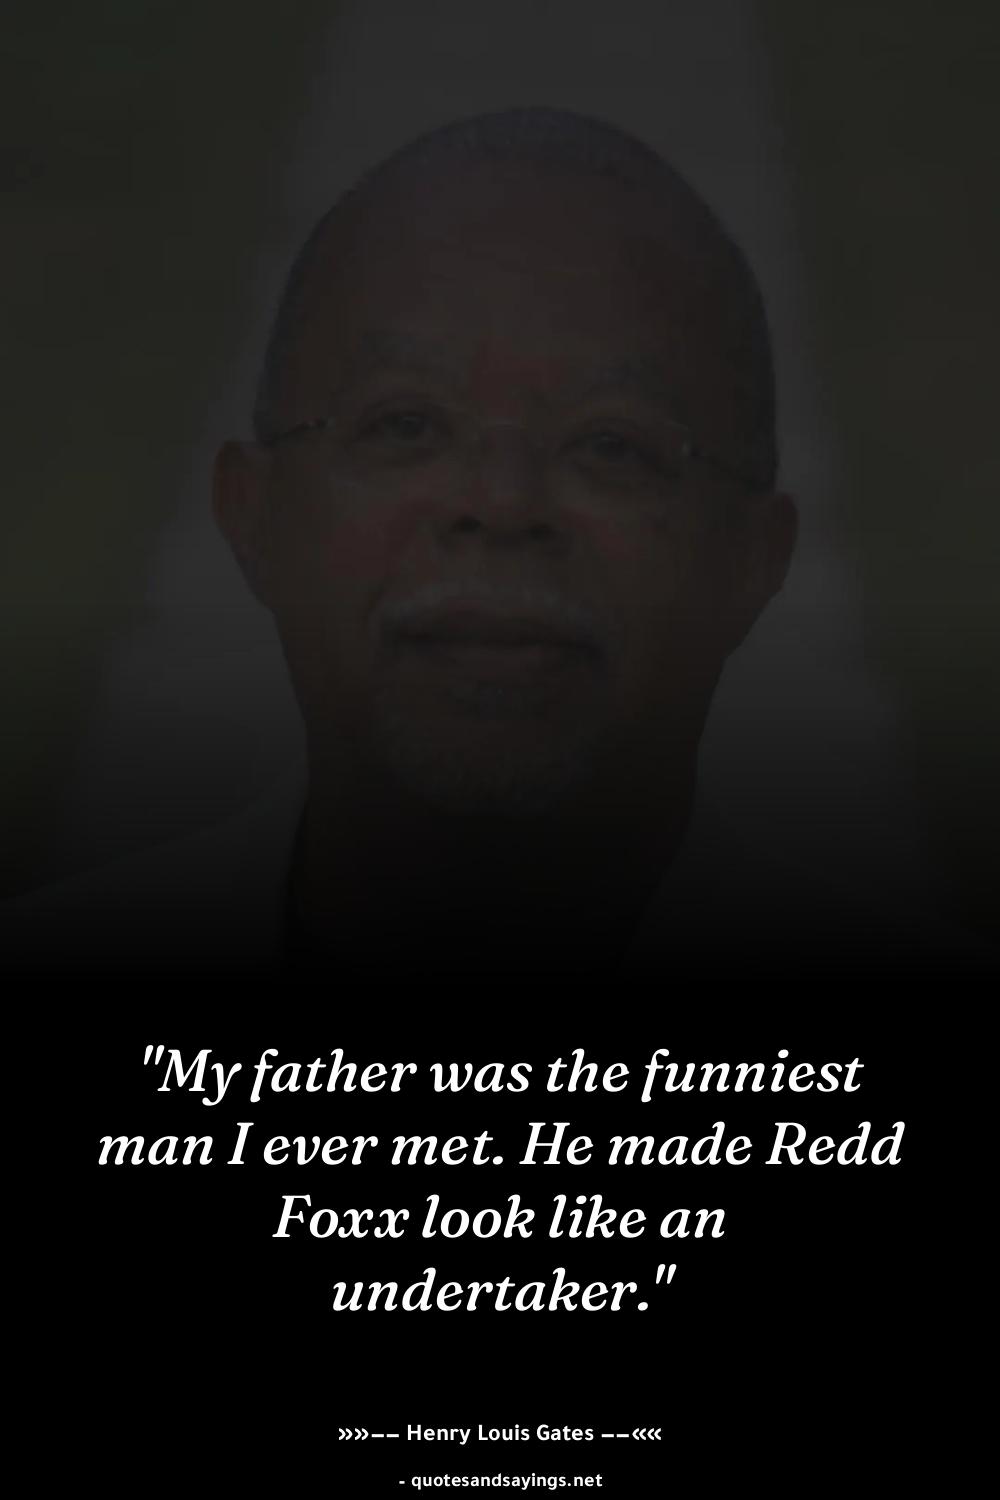 "My father was the funniest
man I ever met. He made Redd
Foxx look like an
undertaker."
»»−− Henry Louis Gates −−««
- quotesandsayings.net